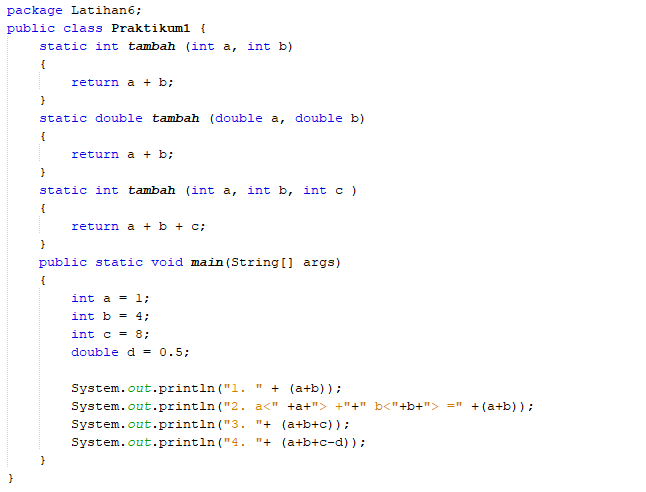 package Latihan6;
public class Praktikum1 {
    static int tambah (int a, int b)
    {
        return a + b;
    }
    static double tambah (double a, double b)
    {
        return a + b;
    }
    static int tambah (int a, int b, int c )
    {
        return a + b + c;
    }
    public static void main(String[] args)
    {
        int a = 1;
        int b = 4;
        int c = 8;
        double d = 0.5;

        System.out.println("1. " + (a+b));
        System.out.println("2. a<" +a+"> +"+" b<"+b+"> =" +(a+b));
        System.out.println("3. "+ (a+b+c));
        System.out.println("4. "+ (a+b+c-d));
    }
}